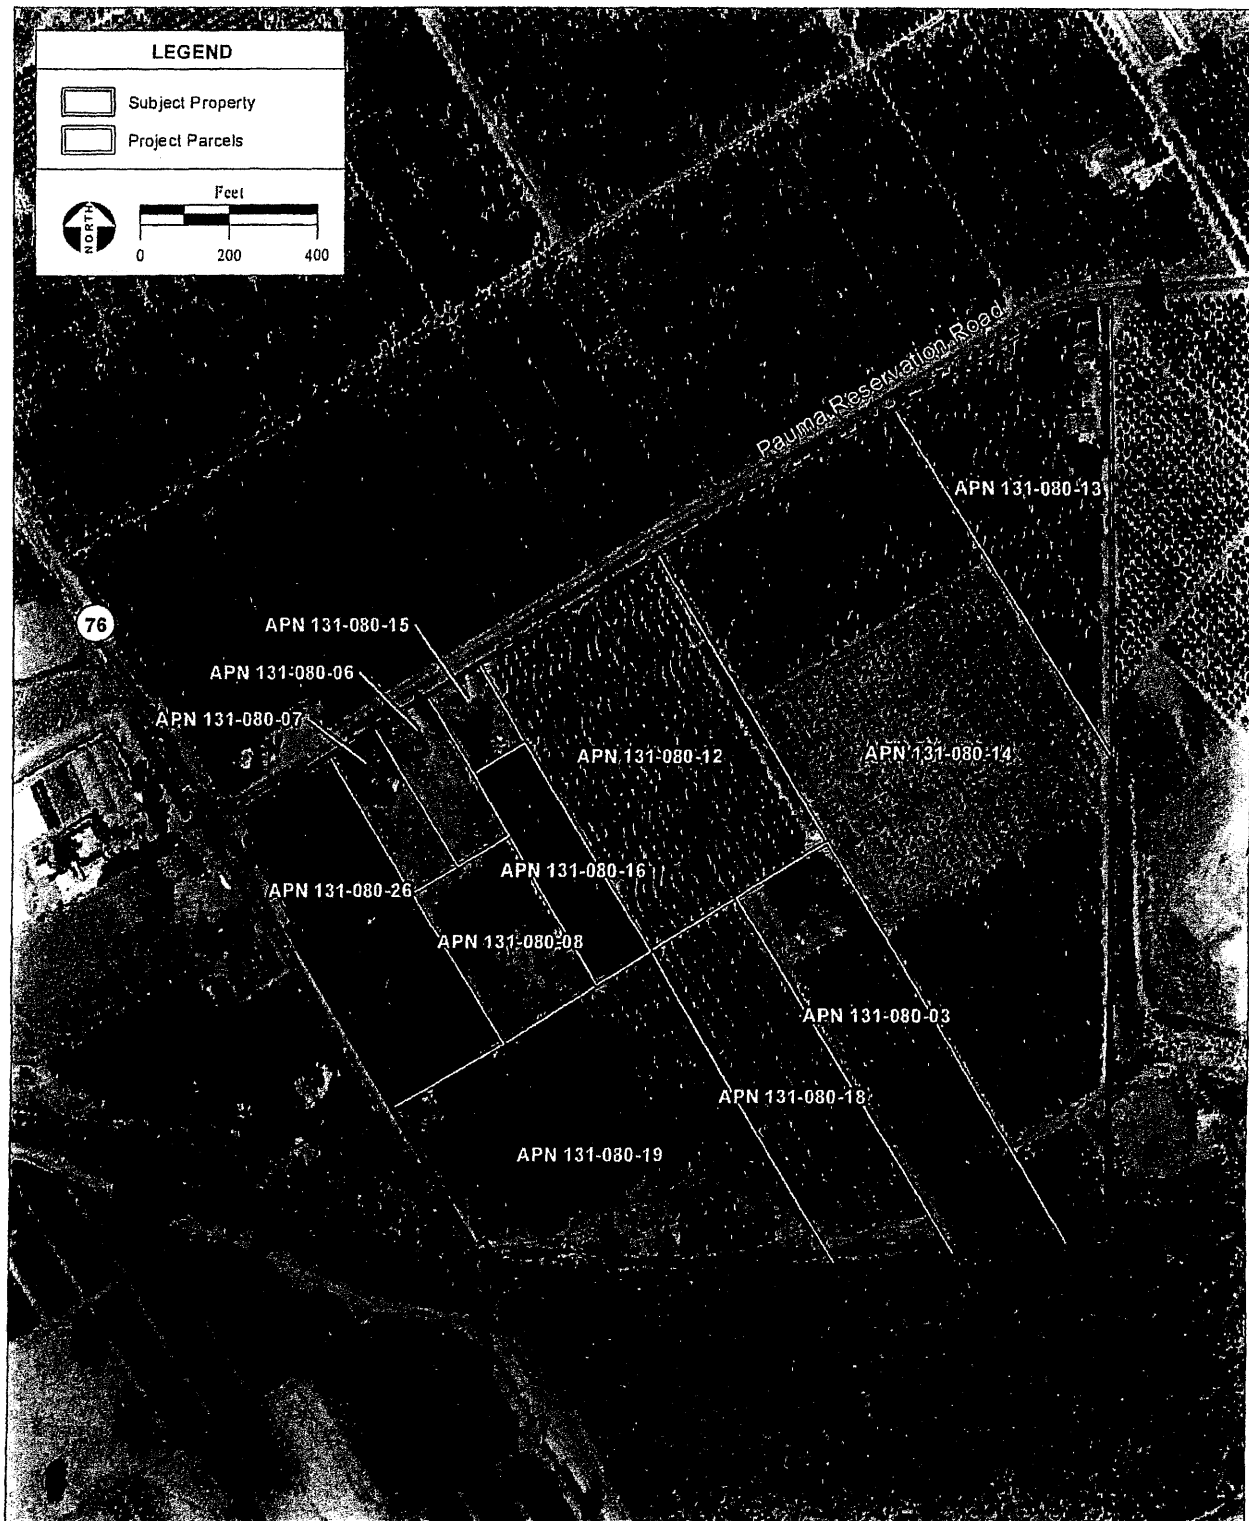 LEGEND
Subject Property
Project Parcels
Feet
NORTH
0 200 400
Pauma Reservation Road
APN 131-080-13
76
APN 131-080-15
APN 131-080-06
APN 131-080-07
APN 131-080-12
APN 131-080-14
APN 131-080-16
APN 131-080-26
APN 131-080-08
APN 131-080-03
APN 131-080-18
APN 131-080-19